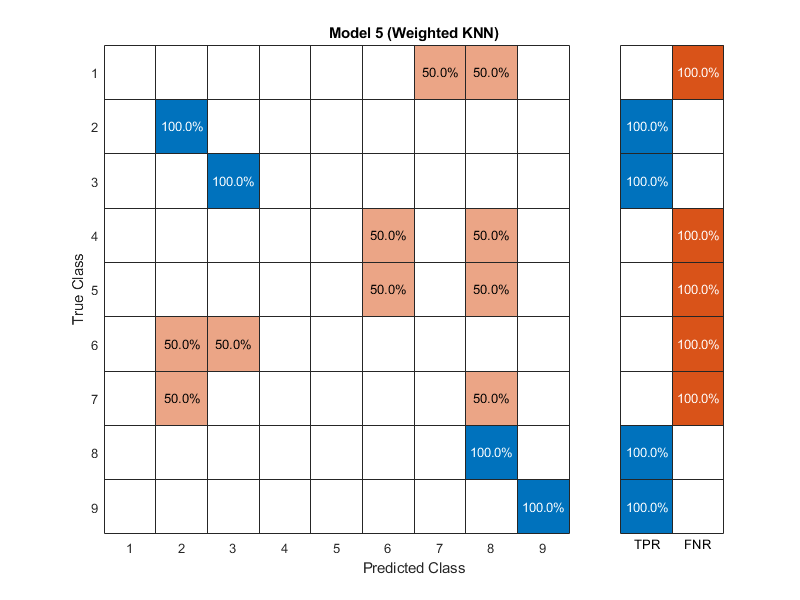 Model 5 (Weighted KNN)
1 50.0% 50.0% 100.0%
2 100.0% 100.0%
3 100.0% 100.0%
4 50.0% 50.0% 100.0%
5 50.0% 50.0% 100.0%
6 50.0% 50.0% 100.0%
7 50.0% 50.0% 100.0%
8 100.0% 100.0%
9 100.0% 100.0%
True Class
1 2 3 4 5 6 7 8 9
TPR FNR
Predicted Class